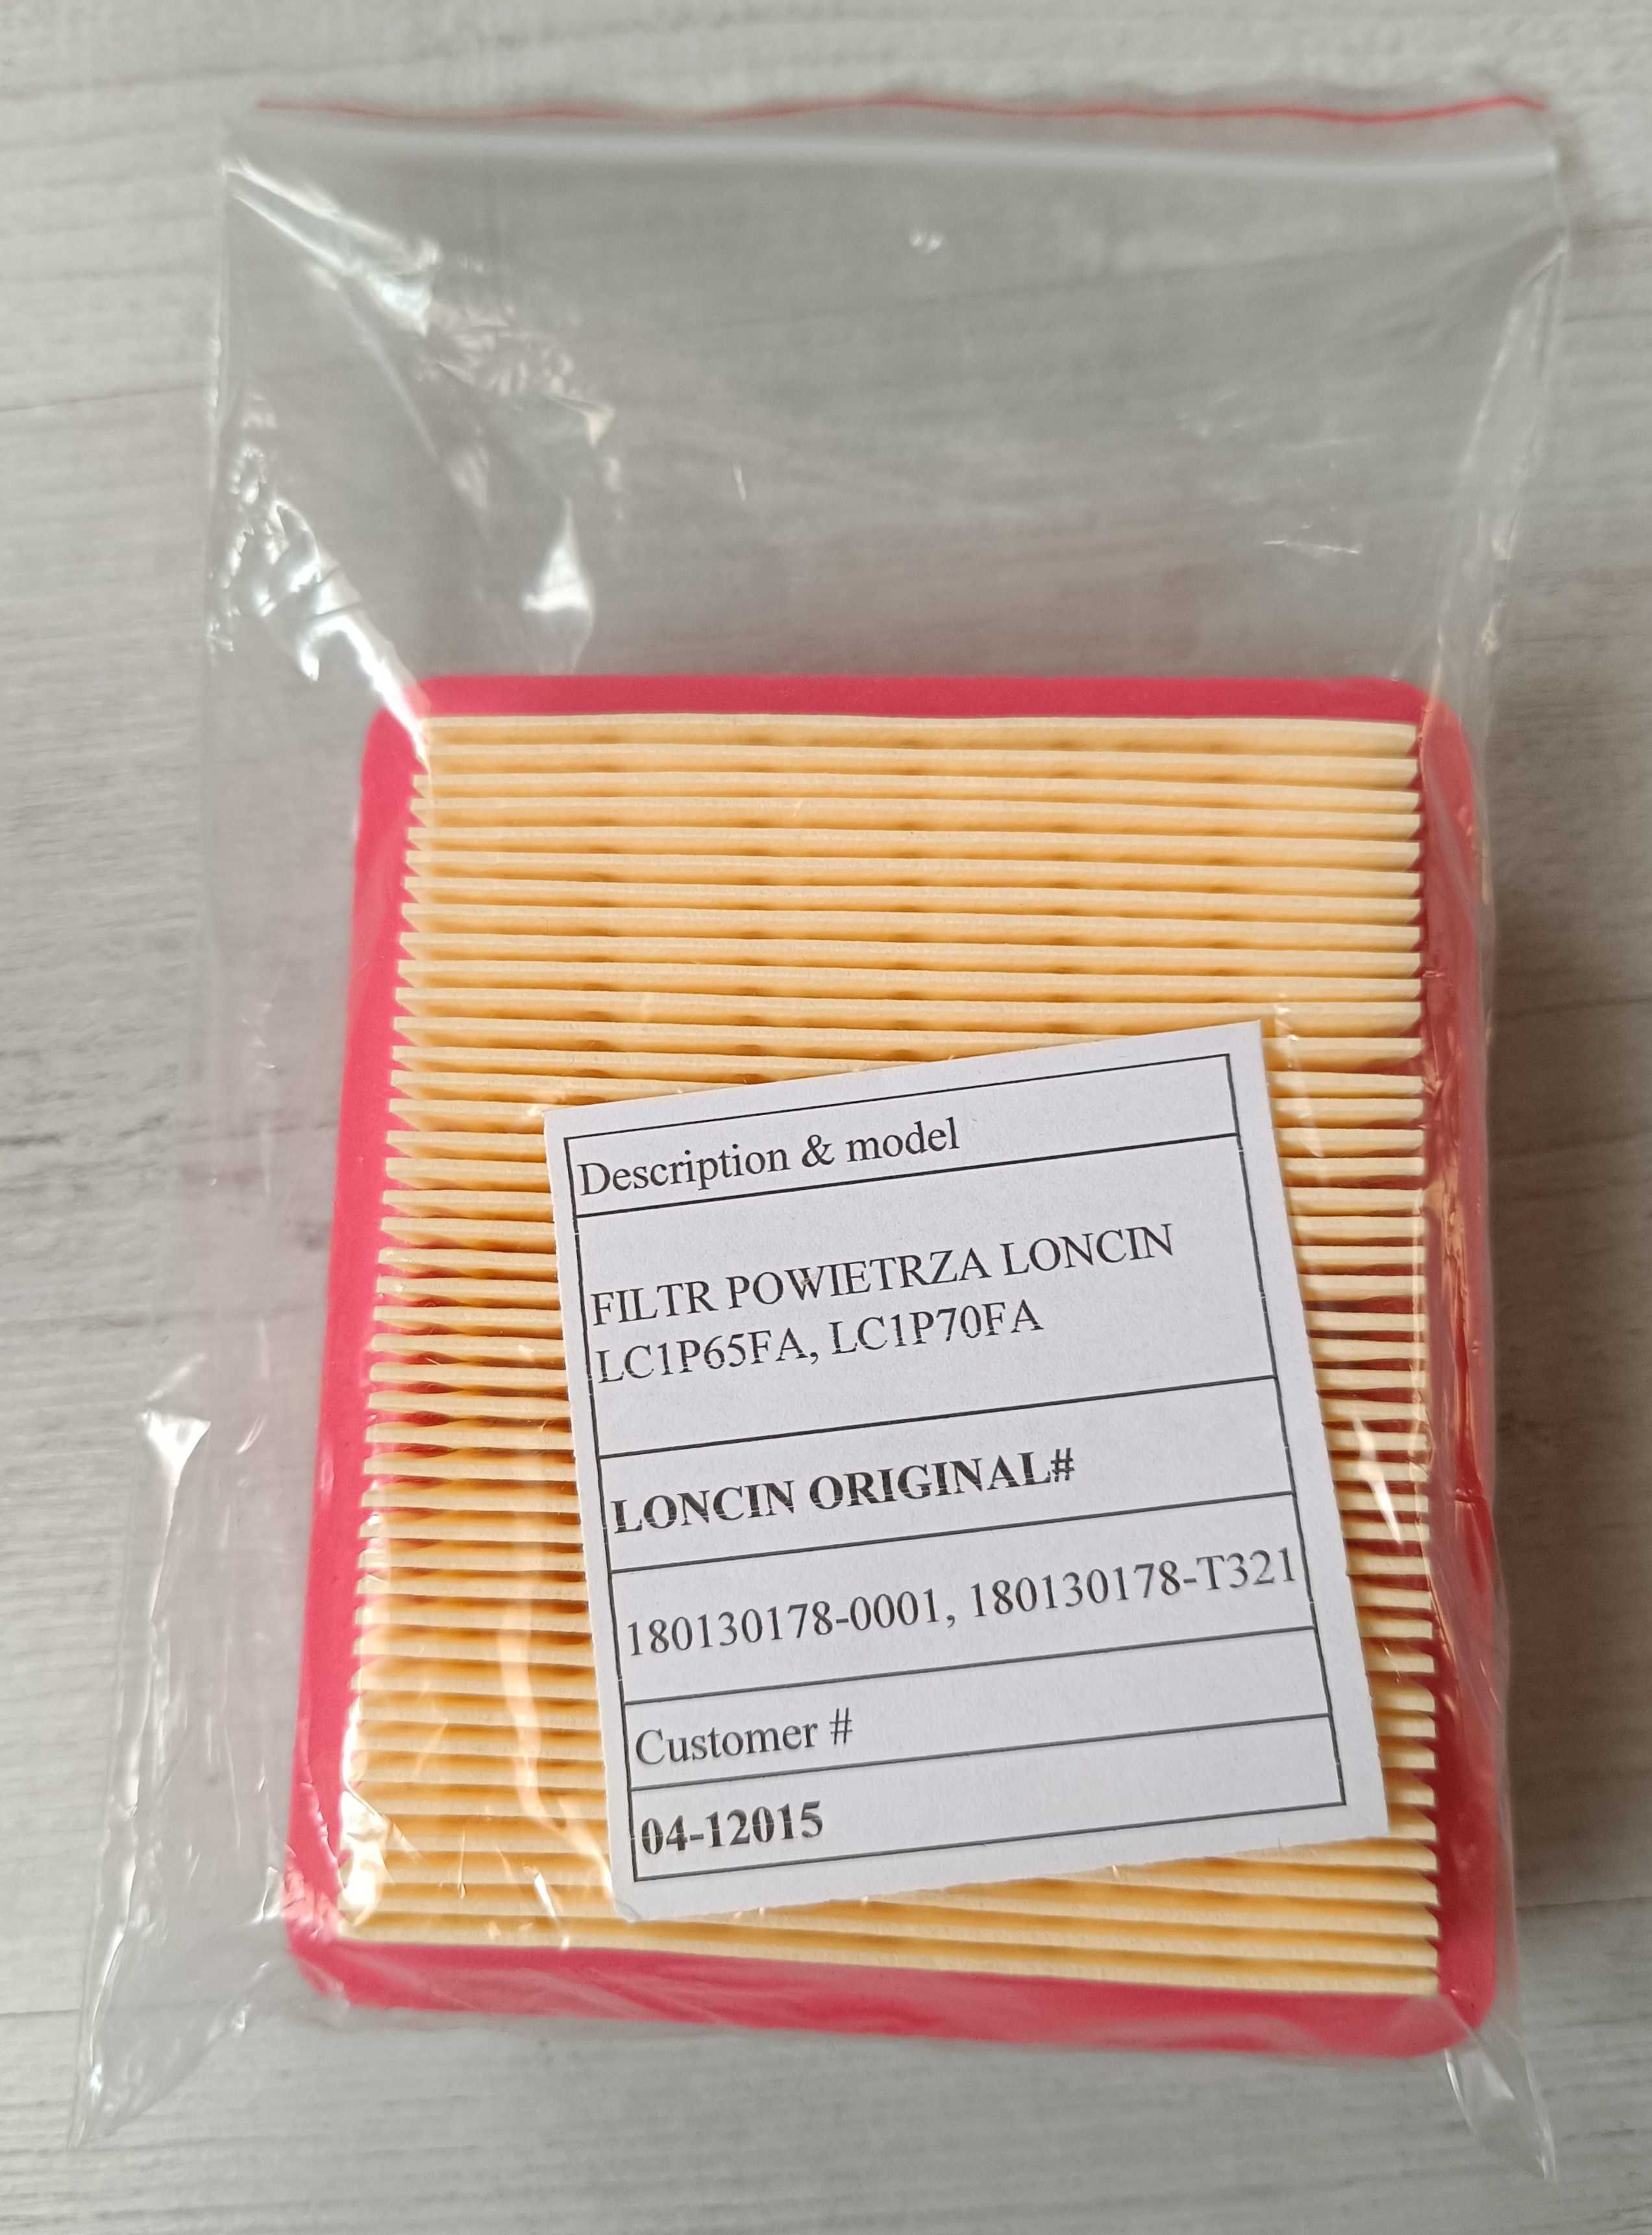 Description & model
FILTR POWIETRZA LONCIN
LC1P65FA, LC1P70FA
LONCIN ORIGINAL#
180130178-0001, 180130178-T321
Customer #
04-12015